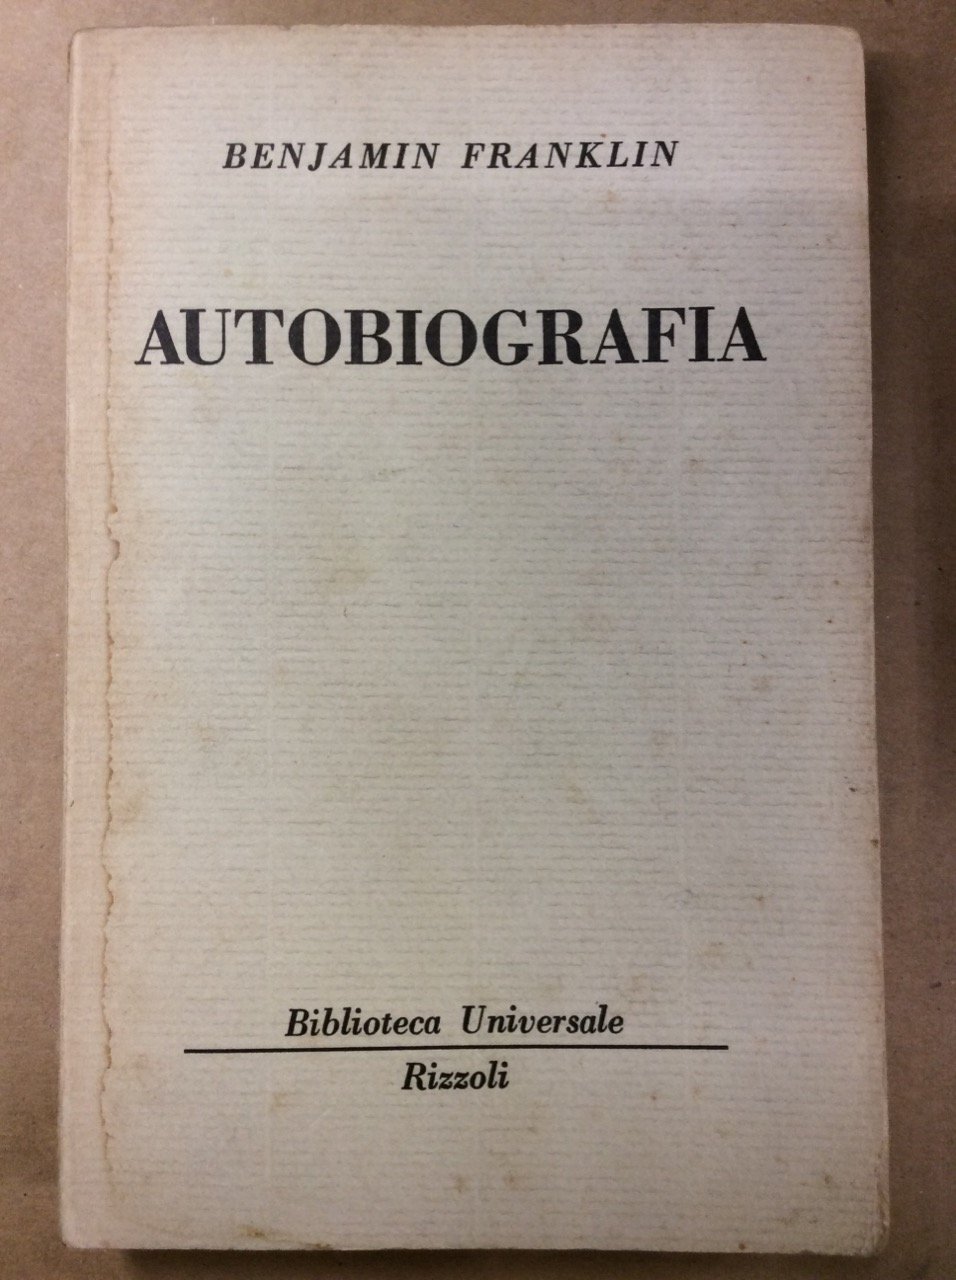 BENJAMIN FRANKLIN
AUTOBIOGRAFIA
Biblioteca Universale
Rizzoli